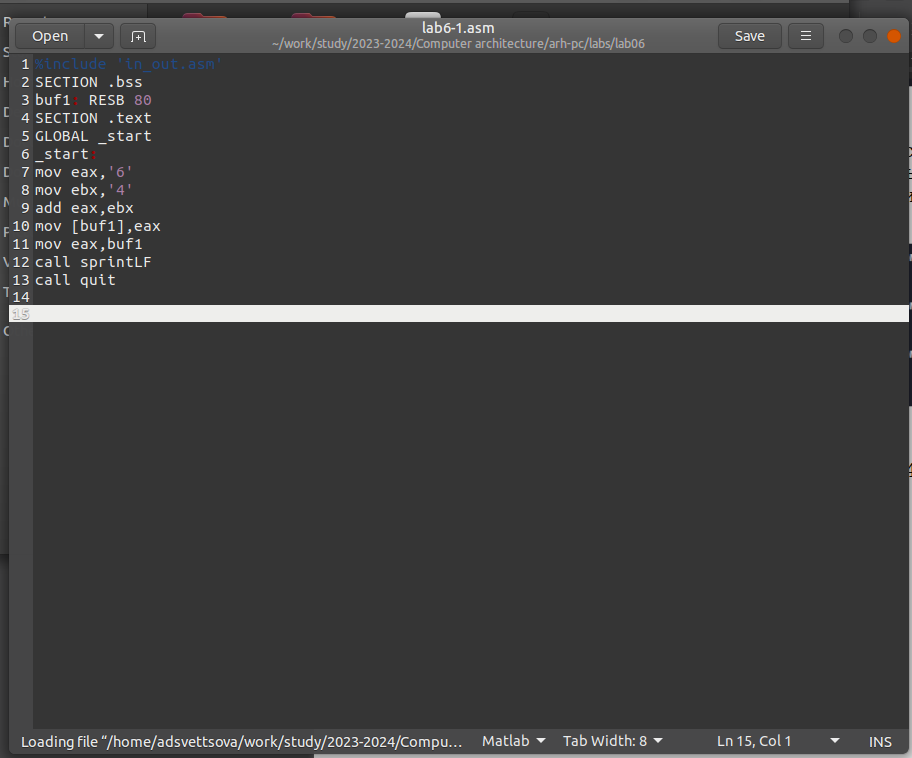 Open
lab6-1.asm
~/work/study/2023-2024/Computer architecture/arh-pc/labs/lab06
Save
1 %include 'in_out.asm'
2 SECTION .bss
3 buf1: RESB 80
4 SECTION .text
5 GLOBAL _start
6 _start:
7 mov eax,'6'
8 mov ebx,'4'
9 add eax,ebx
10 mov [buf1],eax
11 mov eax,buf1
12 call sprintLF
13 call quit
14
15
Loading file “/home/adsvettsova/work/study/2023-2024/Compu… Matlab Tab Width: 8 Ln 15, Col 1 INS